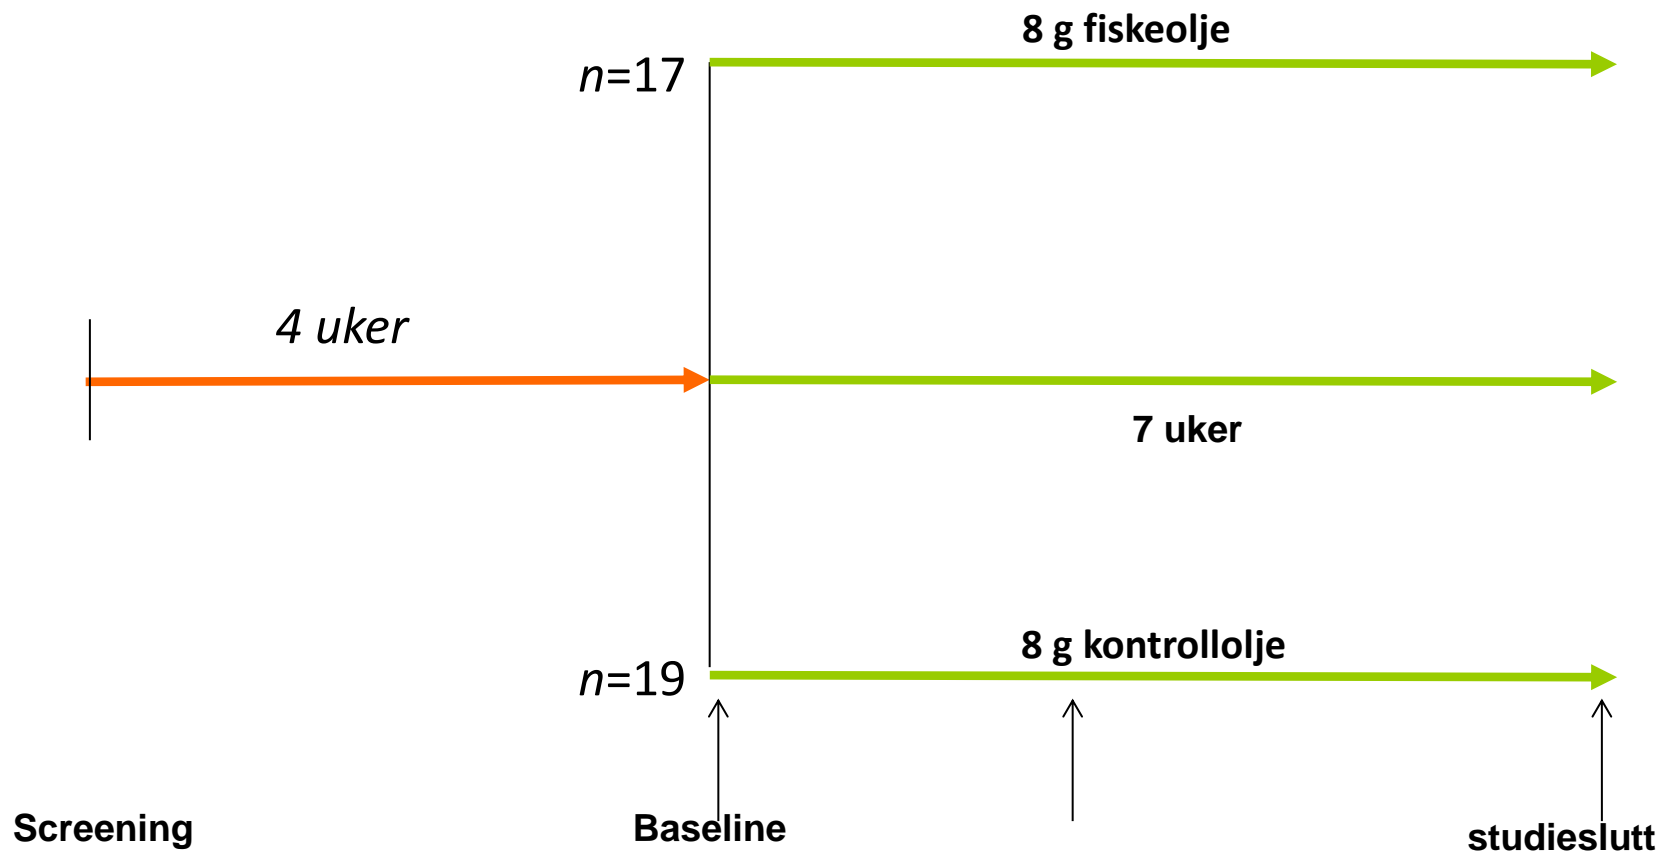 8 g fiskeolje
n=17
4 uker
7 uker
8 g kontrollolje
n=19
Screening
Baseline
studieslutt